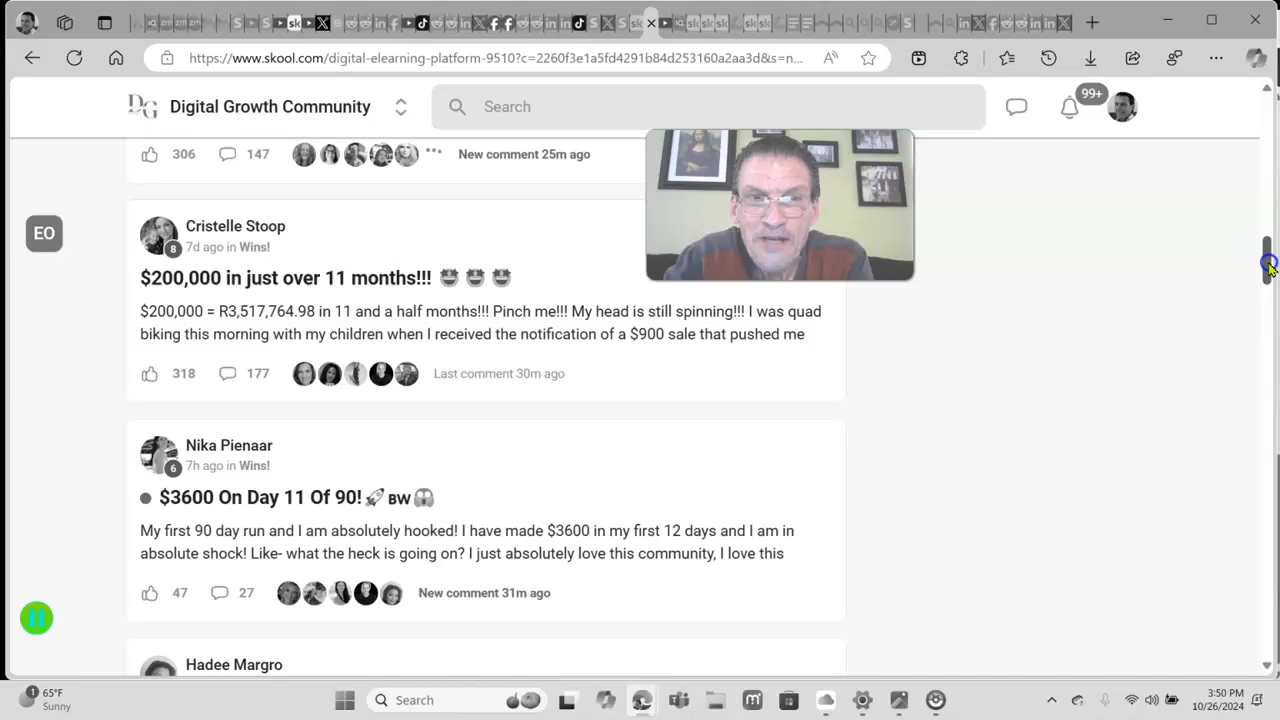 https://www.skool.com/digital-elearning-platform-9510?c=2260f3e1a5fd4291b84d253160a2aa3d&s=n...
DG Digital Growth Community
Search
99+
306 147 New comment 25m ago
EO
Cristelle Stoop
8 7d ago in Wins!
$200,000 in just over 11 months!!!
$200,000 = R3,517,764.98 in 11 and a half months!!! Pinch me!!! My head is still spinning!!! I was quad
biking this morning with my children when I received the notification of a $900 sale that pushed me
318 177 Last comment 30m ago
Nika Pienaar
6 7h ago in Wins!
$3600 On Day 11 Of 90! BW
My first 90 day run and I am absolutely hooked! I have made $3600 in my first 12 days and I am in
absolute shock! Like- what the heck is going on? I just absolutely love this community, I love this
47 27 New comment 31m ago
Hadee Margro
1 65°F
Sunny
Search
3:50 PM
10/26/2024